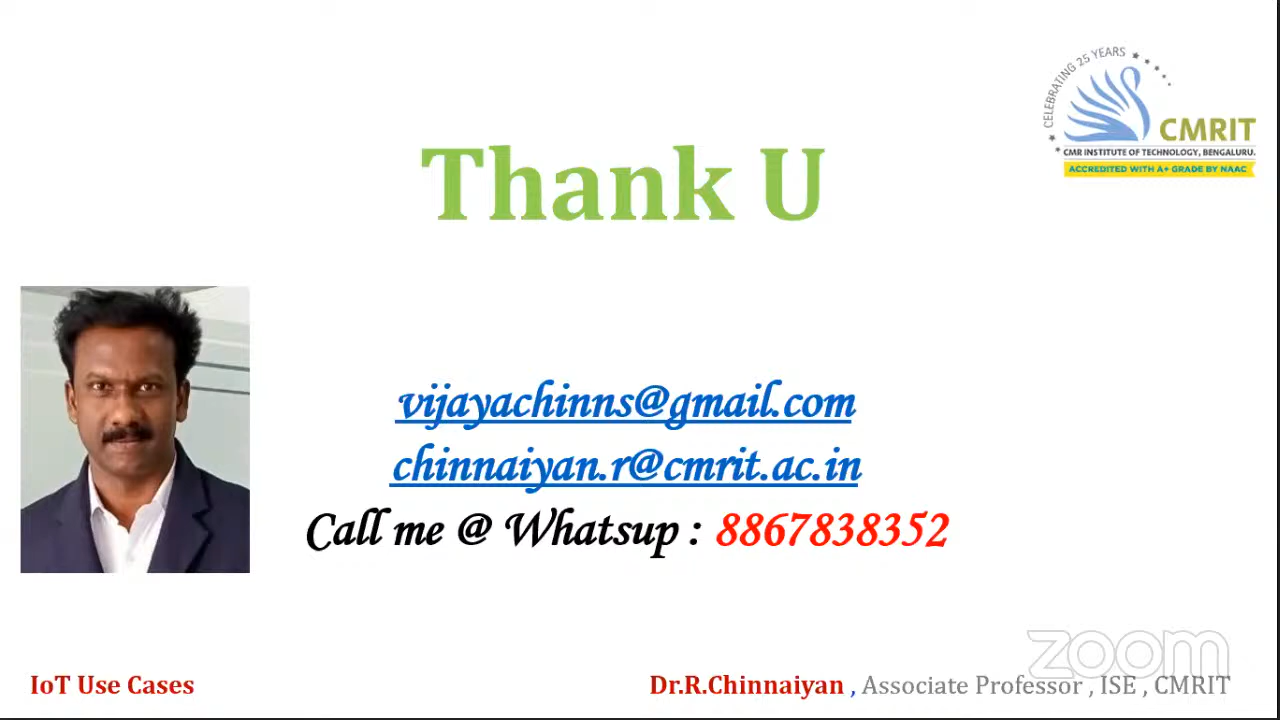 CELEBRATING 25 YEARS
CMRIT
CMR INSTITUTE OF TECHNOLOGY, BENGALURU.
ACCREDITED WITH A+ GRADE BY NAAC
Thank U
vijayachinns@gmail.com
chinnaiyan.r@cmrit.ac.in
Call me @ Whatsup : 8867838352
zoom
IoT Use Cases
Dr.R.Chinnaiyan , Associate Professor , ISE , CMRIT